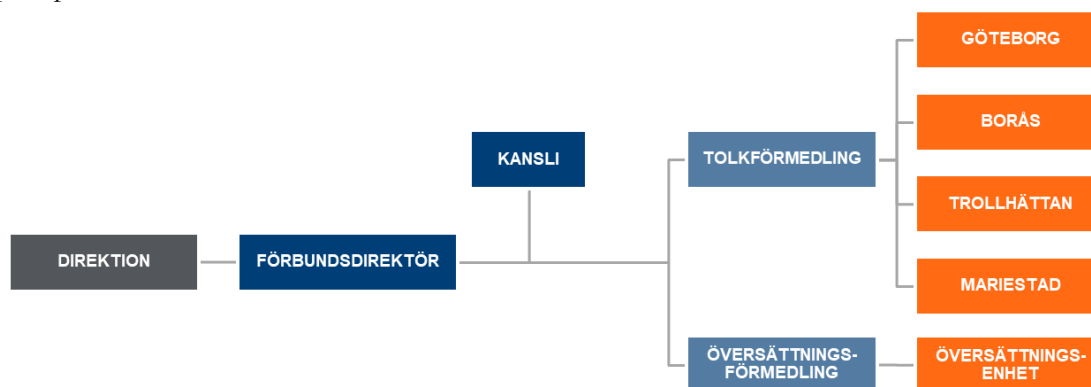 GÖTEBORG
BORÅS
KANSLI
TOLKFÖRMEDLING
TROLLHÄTTAN
DIREKTION
FÖRBUNDSDIREKTÖR
MARIESTAD
ÖVERSÄTTNINGS-
FÖRMEDLING
ÖVERSÄTTNINGS-
ENHET